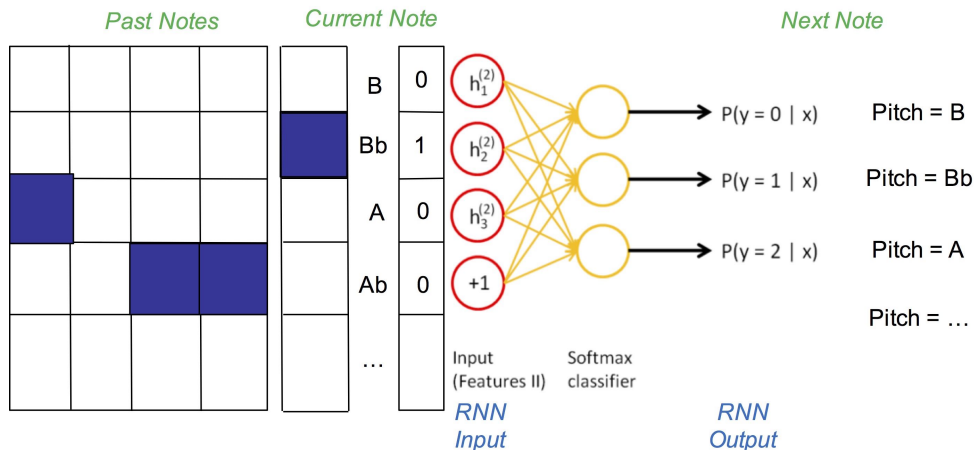 Past Notes
Current Note
Next Note
B
0
h₁⁽²⁾
P(y = 0 | x)
Pitch = B
Bb
1
h₂⁽²⁾
P(y = 1 | x)
Pitch = Bb
A
0
h₃⁽²⁾
P(y = 2 | x)
Pitch = A
Ab
0
+1
Pitch = …
…
Input
(Features II)
Softmax
classifier
RNN
Input
RNN
Output